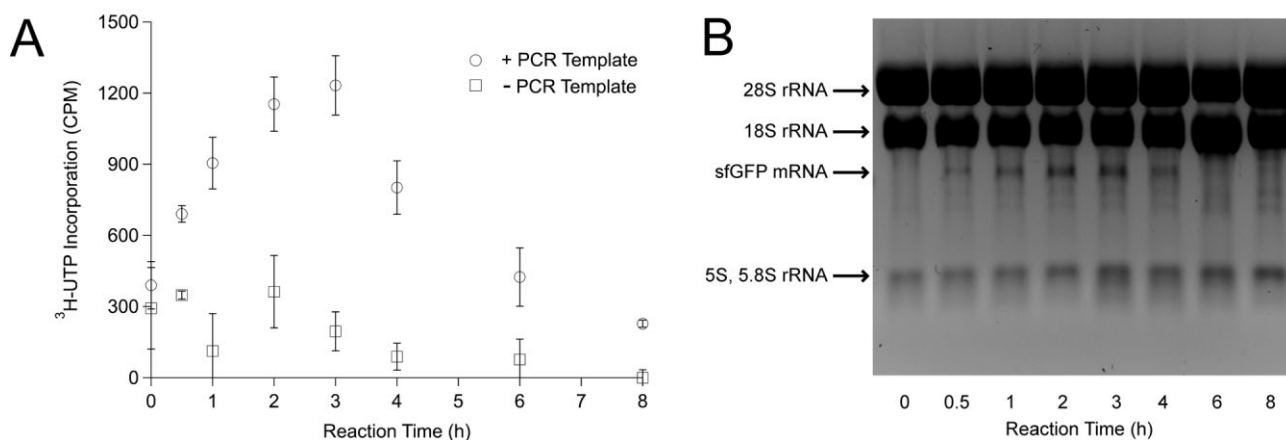 A
1500
1200
900
600
300
0
³H-UTP Incorporation (CPM)
+ PCR Template
- PCR Template
0 1 2 3 4 5 6 7 8
Reaction Time (h)
B
28S rRNA
18S rRNA
sfGFP mRNA
5S, 5.8S rRNA
0 0.5 1 2 3 4 6 8
Reaction Time (h)